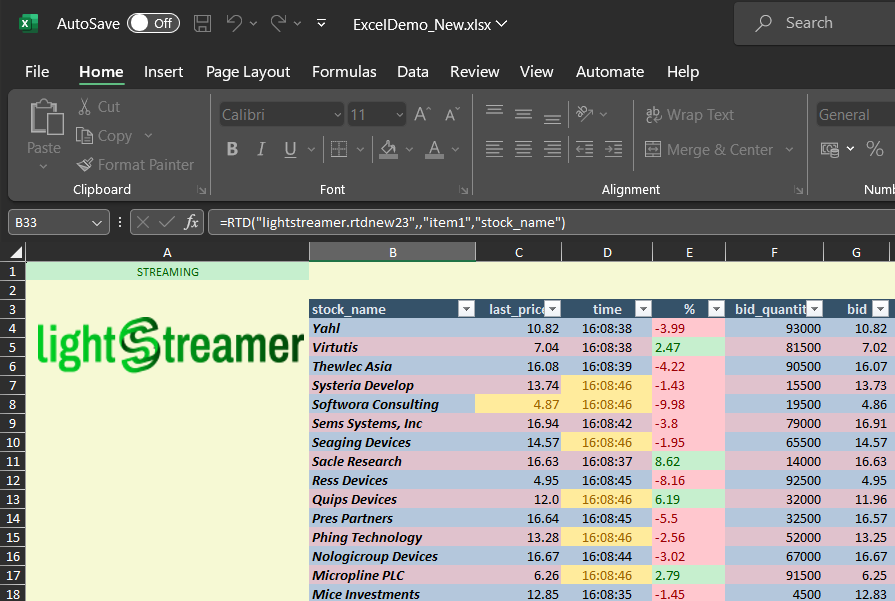 AutoSave Off ExcelDemo_New.xlsx Search
File Home Insert Page Layout Formulas Data Review View Automate Help
Paste Cut Copy Format Painter
Calibri 11
B I U A
Wrap Text
Merge & Center
General
%
Clipboard Font Alignment Numb
B33 fx =RTD("lightstreamer.rtdnew23",,"item1","stock_name")
A B C D E F G
1 STREAMING
2
3 stock_name last_price time % bid_quantit bid
lightStreamer
4 Yahl 10.82 16:08:38 -3.99 93000 10.82
5 Virtutis 7.04 16:08:38 2.47 81500 7.02
6 Thewlec Asia 16.08 16:08:39 -4.22 90500 16.07
7 Systeria Develop 13.74 16:08:46 -1.43 15500 13.73
8 Softwora Consulting 4.87 16:08:46 -9.98 19500 4.86
9 Sems Systems, Inc 16.94 16:08:42 -3.8 79000 16.91
10 Seaging Devices 14.57 16:08:46 -1.95 65500 14.57
11 Sacle Research 16.63 16:08:37 8.62 14000 16.63
12 Ress Devices 4.95 16:08:45 -8.16 92500 4.95
13 Quips Devices 12.0 16:08:46 6.19 32000 11.96
14 Pres Partners 16.64 16:08:45 -5.5 32500 16.57
15 Phing Technology 13.28 16:08:46 -2.56 52000 13.25
16 Nologicroup Devices 16.67 16:08:44 -3.02 67000 16.67
17 Micropline PLC 6.26 16:08:46 2.79 91500 6.25
18 Mice Investments 12.85 16:08:35 -1.45 4500 12.83